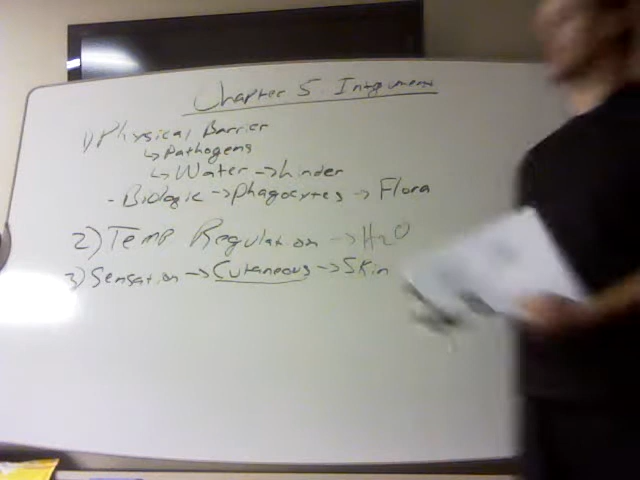 Chapter 5 Integument
1) Physical Barrier
↳ Pathogens
↳ Water → hinder
- Biologic → phagocytes → Flora
2) Temp Regulation → H2O
3) Sensation → Cutaneous → Skin